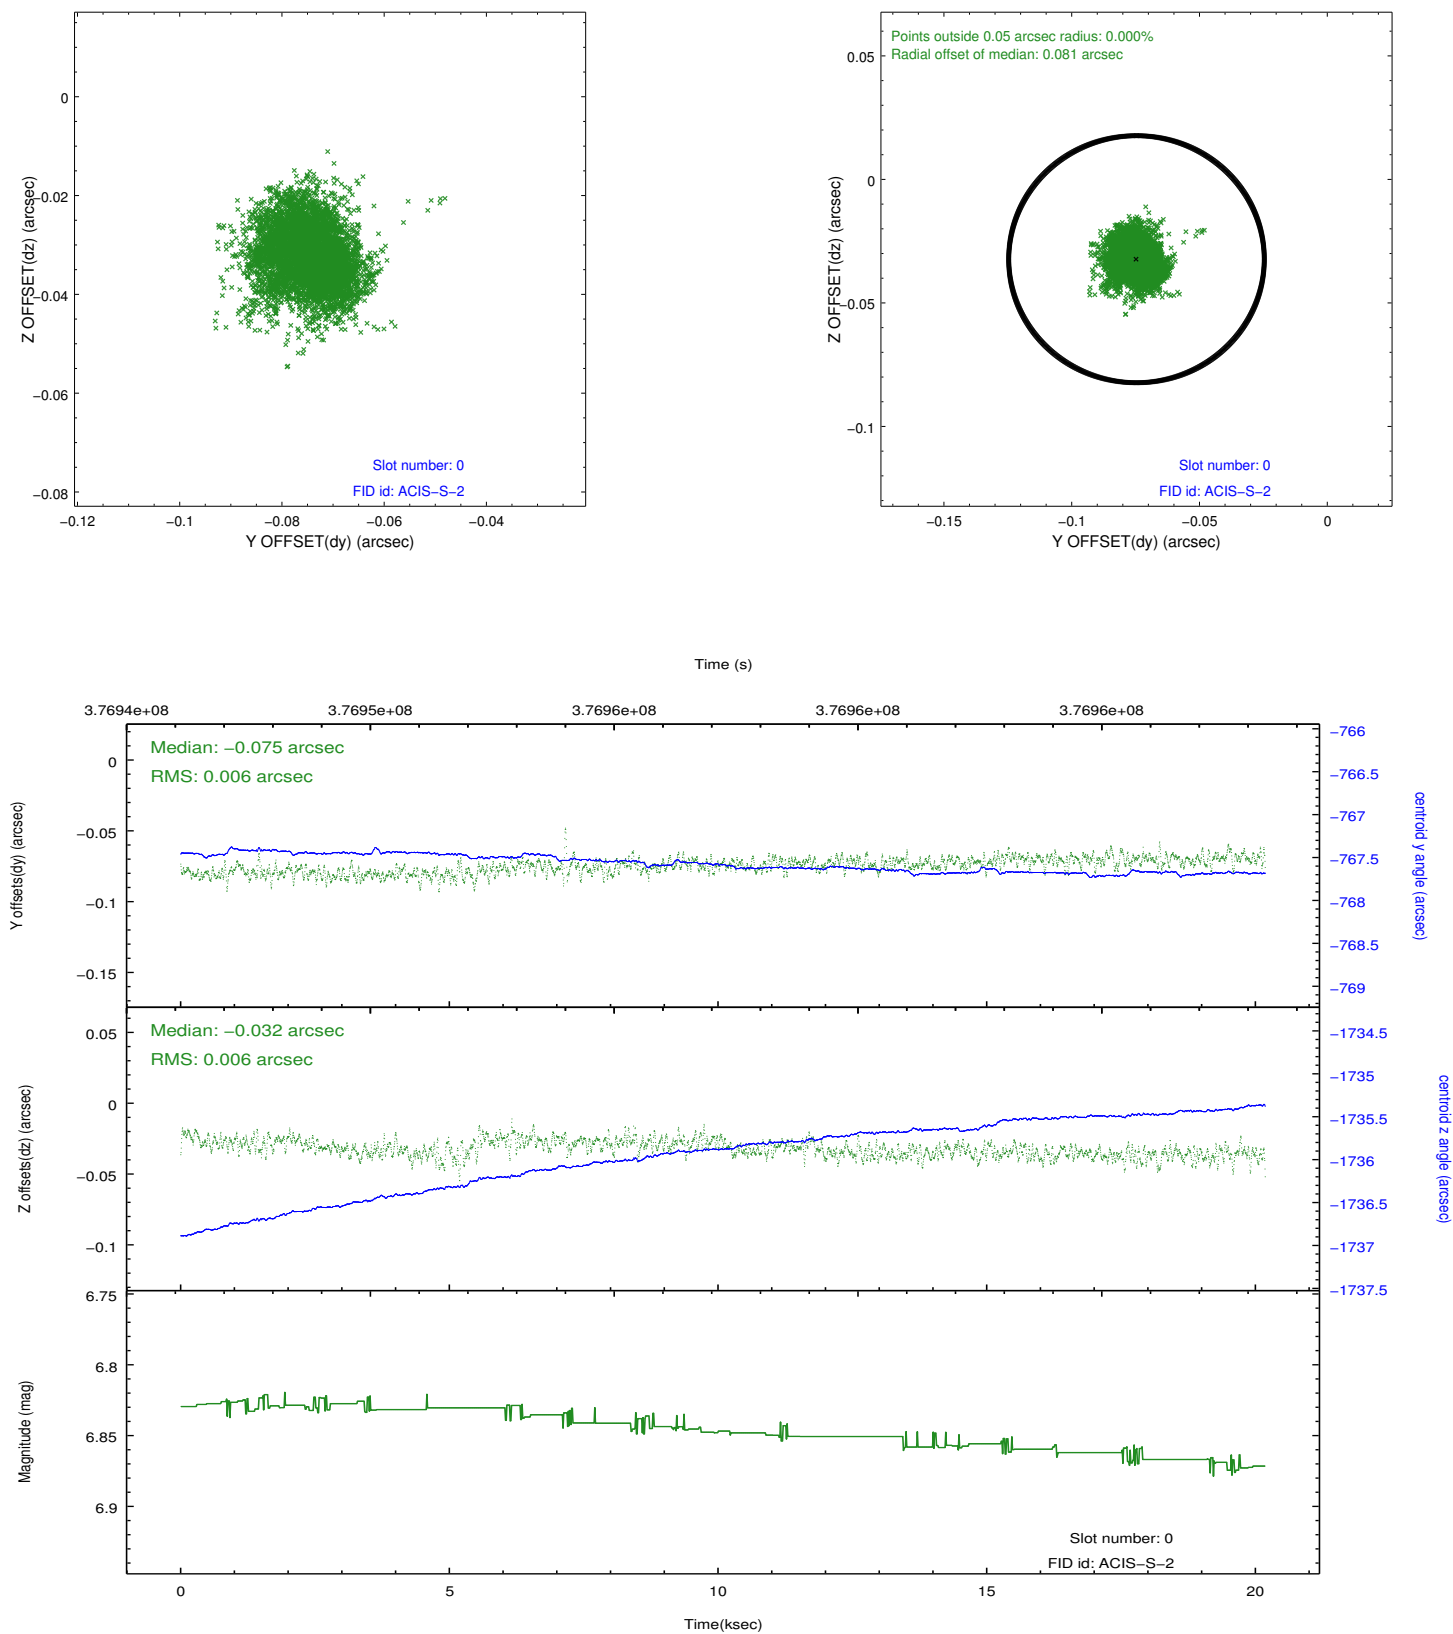 0
−0.02
−0.04
−0.06
−0.08
Z OFFSET(dz) (arcsec)
Slot number: 0
FID id: ACIS−S−2
−0.12 −0.1 −0.08 −0.06 −0.04
Y OFFSET(dy) (arcsec)
Points outside 0.05 arcsec radius: 0.000%
Radial offset of median: 0.081 arcsec
0.05
0
−0.05
−0.1
Z OFFSET(dz) (arcsec)
Slot number: 0
FID id: ACIS−S−2
−0.15 −0.1 −0.05 0
Y OFFSET(dy) (arcsec)
Time (s)
3.7694e+08 3.7695e+08 3.7696e+08 3.7696e+08 3.7696e+08
Median: −0.075 arcsec
RMS: 0.006 arcsec
0
−0.05
−0.1
−0.15
Y offsets(dy) (arcsec)
−766
−766.5
−767
−767.5
−768
−768.5
−769
centroid y angle (arcsec)
Median: −0.032 arcsec
RMS: 0.006 arcsec
0.05
0
−0.05
−0.1
Z offsets(dz) (arcsec)
−1734.5
−1735
−1735.5
−1736
−1736.5
−1737
−1737.5
centroid z angle (arcsec)
6.75
6.8
6.85
6.9
Magnitude (mag)
Slot number: 0
FID id: ACIS−S−2
0 5 10 15 20
Time(ksec)